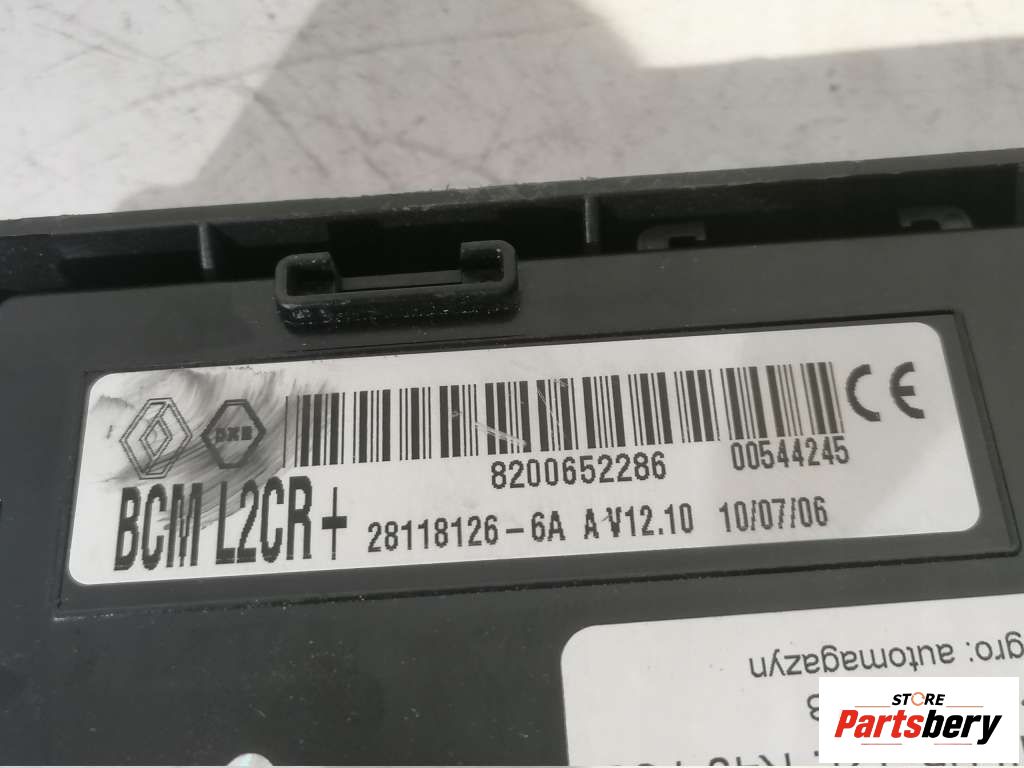 8200652286 00544245
BCM L2CR+ 28118126-6A A-V12.10 10/07/06
gro: automagazyn
STORE
Partsbery